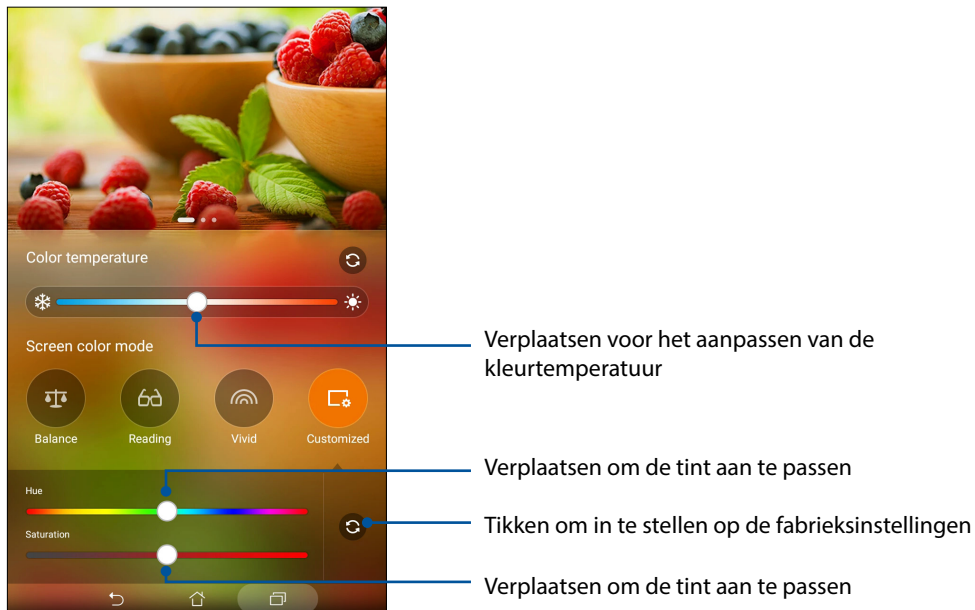 Color temperature
Screen color mode
Balance
Reading
Vivid
Customized
Hue
Saturation
Verplaatsen voor het aanpassen van de
kleurtemperatuur
Verplaatsen om de tint aan te passen
Tikken om in te stellen op de fabrieksinstellingen
Verplaatsen om de tint aan te passen